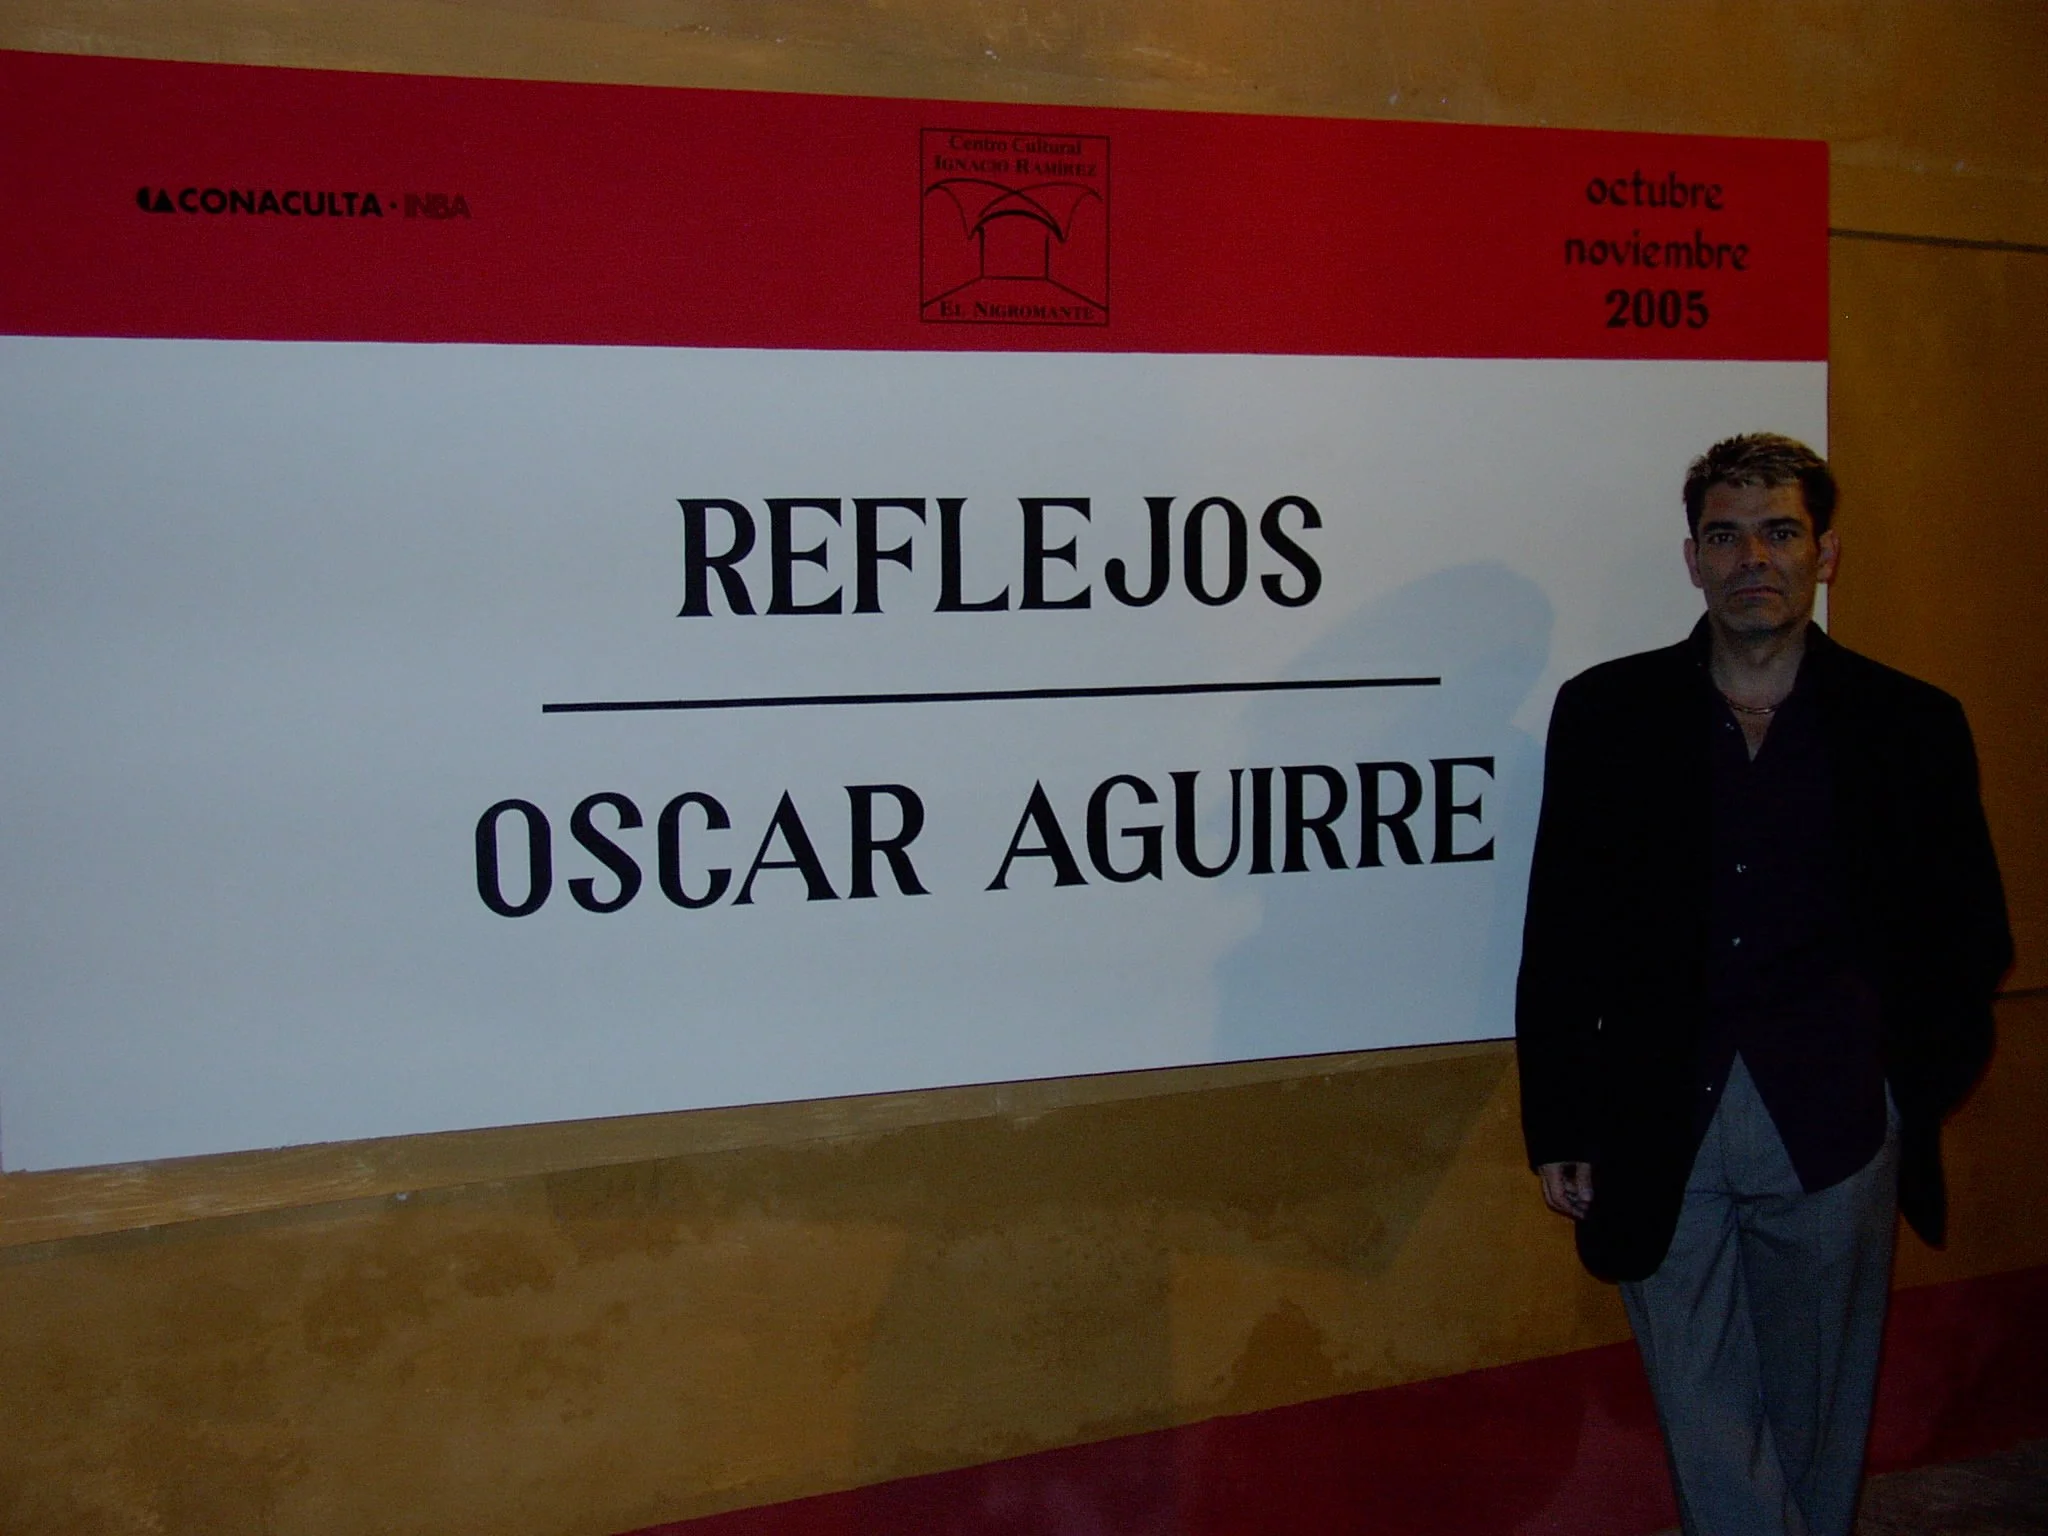 CONACULTA · INBA
Centro Cultural
IGNACIO RAMÍREZ
EL NIGROMANTE
octubre
noviembre
2005
REFLEJOS
OSCAR AGUIRRE